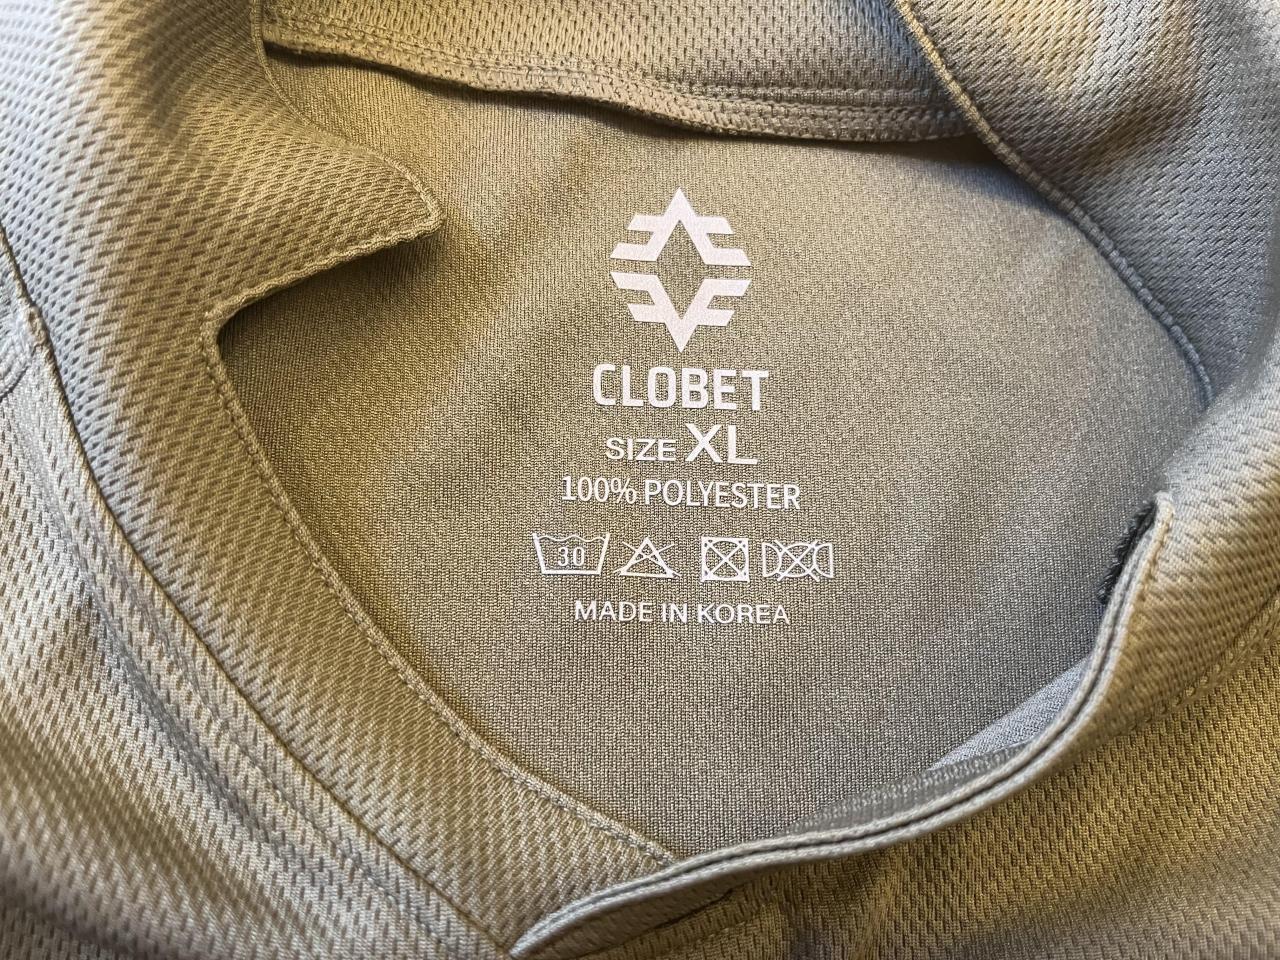 CLOBET
SIZE XL
100% POLYESTER
30
MADE IN KOREA